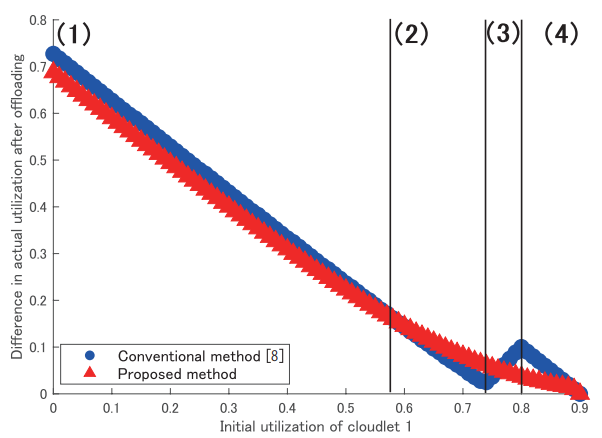 0.8
(1)
(2)
(3)
(4)
0.7
0.6
0.5
0.4
0.3
0.2
0.1
0
Difference in actual utilization after offloading
Conventional method [8]
Proposed method
0 0.1 0.2 0.3 0.4 0.5 0.6 0.7 0.8 0.9
Initial utilization of cloudlet 1